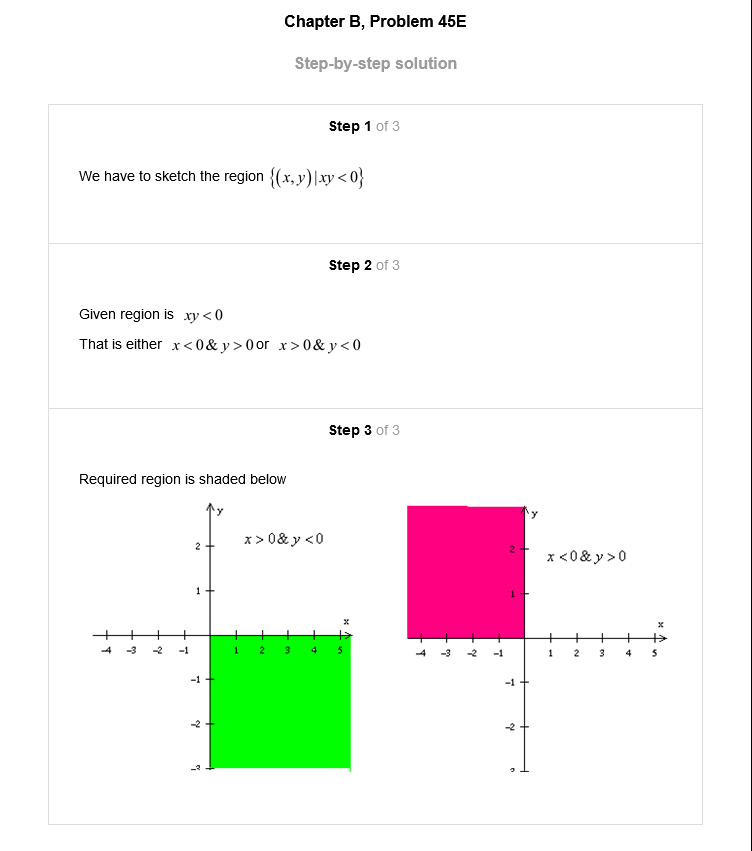 Chapter B, Problem 45E
Step-by-step solution
Step 1 of 3
We have to sketch the region {(x, y)|xy < 0}
Step 2 of 3
Given region is xy < 0
That is either x < 0 & y > 0 or x > 0 & y < 0
Step 3 of 3
Required region is shaded below
y
x > 0 & y < 0
2
1
x
-4 -3 -2 -1 1 2 3 4 5
-1
-2
-3
y
2
x < 0 & y > 0
1
x
-4 -3 -2 -1 1 2 3 4 5
-1
-2